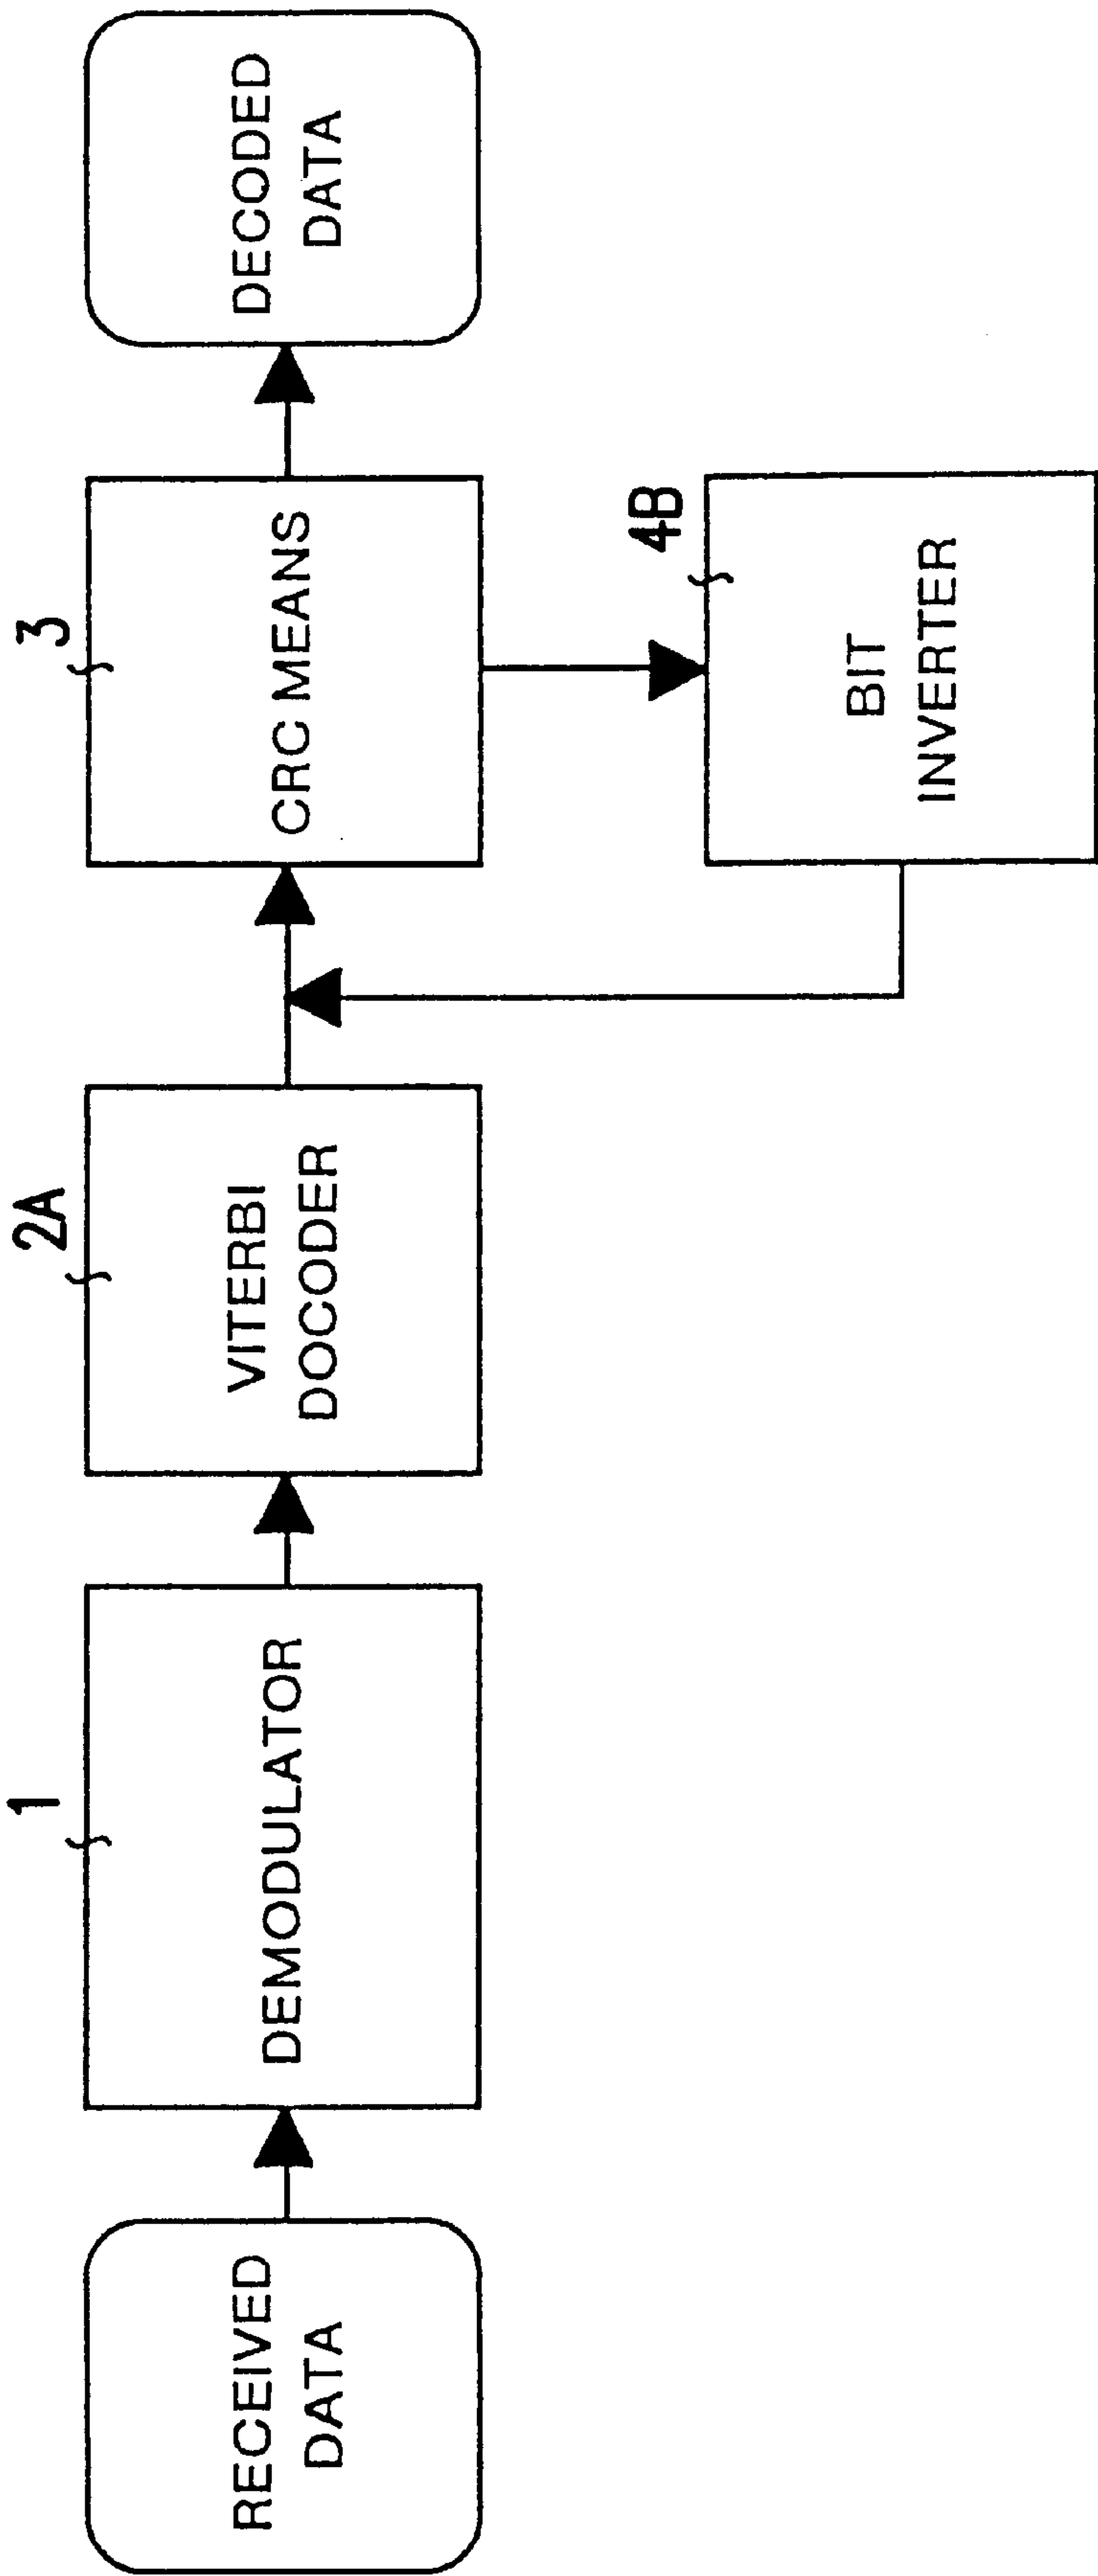 RECEIVED
DATA
1
DEMODULATOR
2A
VITERBI
DOCODER
3
CRC MEANS
4B
BIT
INVERTER
DECODED
DATA